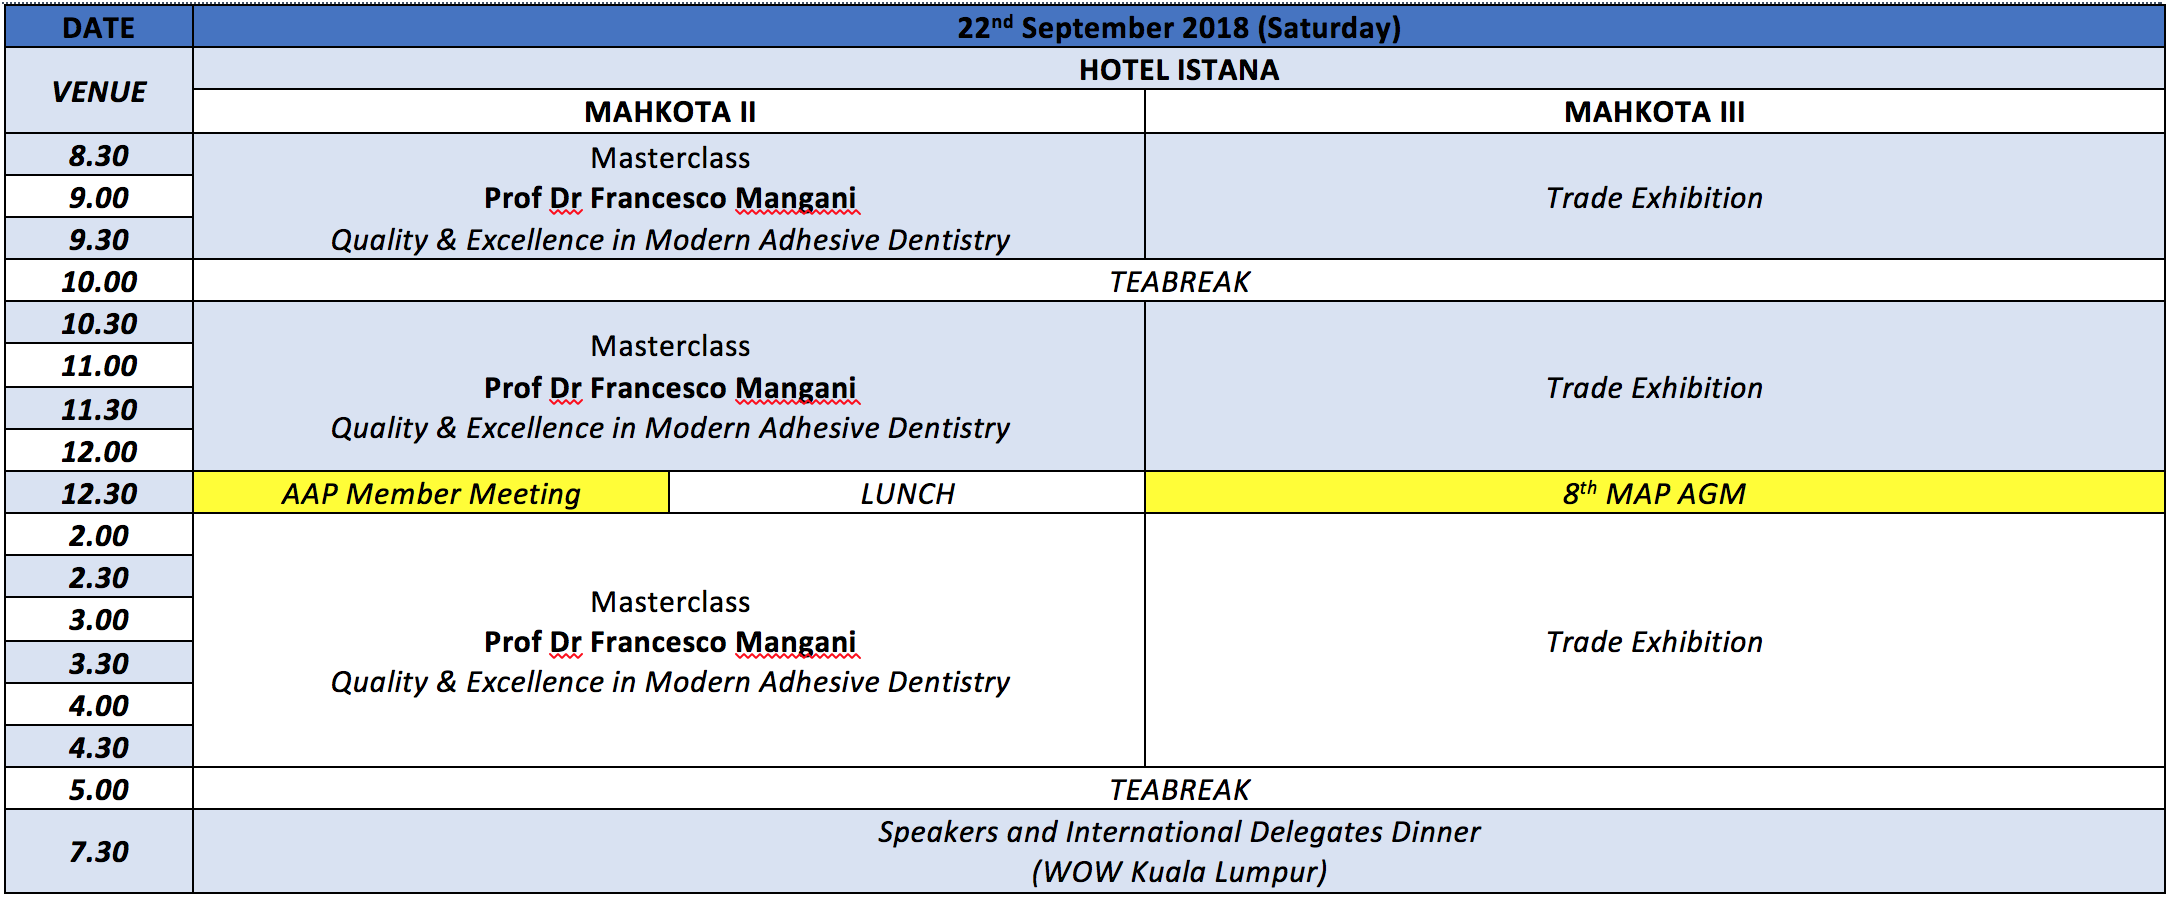 DATE 22nd September 2018 (Saturday)
VENUE HOTEL ISTANA
MAHKOTA II MAHKOTA III
8.30 Masterclass
9.00 Prof Dr Francesco Mangani Trade Exhibition
9.30 Quality & Excellence in Modern Adhesive Dentistry
10.00 TEABREAK
10.30
11.00 Masterclass
11.30 Prof Dr Francesco Mangani Trade Exhibition
12.00 Quality & Excellence in Modern Adhesive Dentistry
12.30 AAP Member Meeting LUNCH 8th MAP AGM
2.00
2.30
3.00 Masterclass
3.30 Prof Dr Francesco Mangani Trade Exhibition
4.00 Quality & Excellence in Modern Adhesive Dentistry
4.30
5.00 TEABREAK
7.30 Speakers and International Delegates Dinner
(WOW Kuala Lumpur)